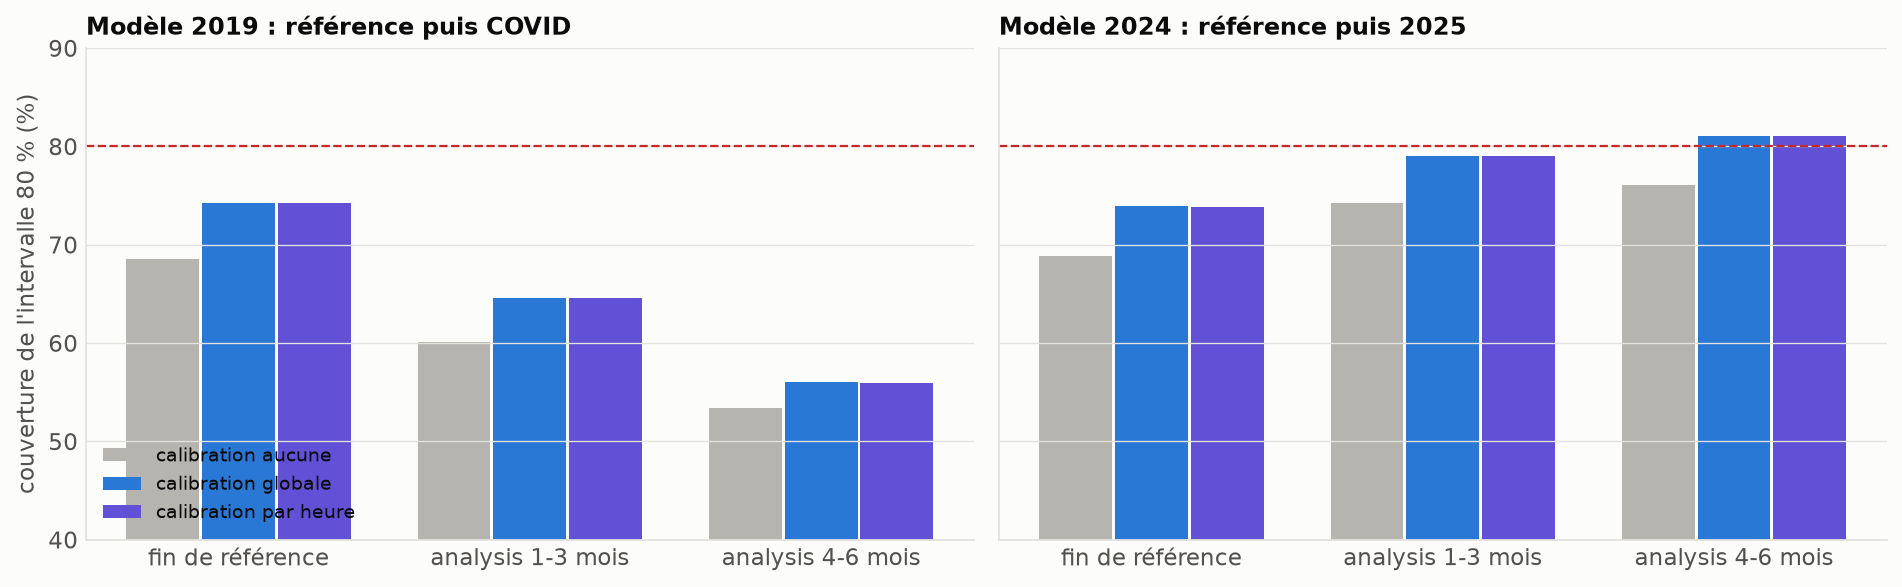 Modèle 2019 : référence puis COVID
Modèle 2024 : référence puis 2025
couverture de l'intervalle 80 % (%)
90
80
70
60
50
40
calibration aucune
calibration globale
calibration par heure
fin de référence
analysis 1-3 mois
analysis 4-6 mois
fin de référence
analysis 1-3 mois
analysis 4-6 mois